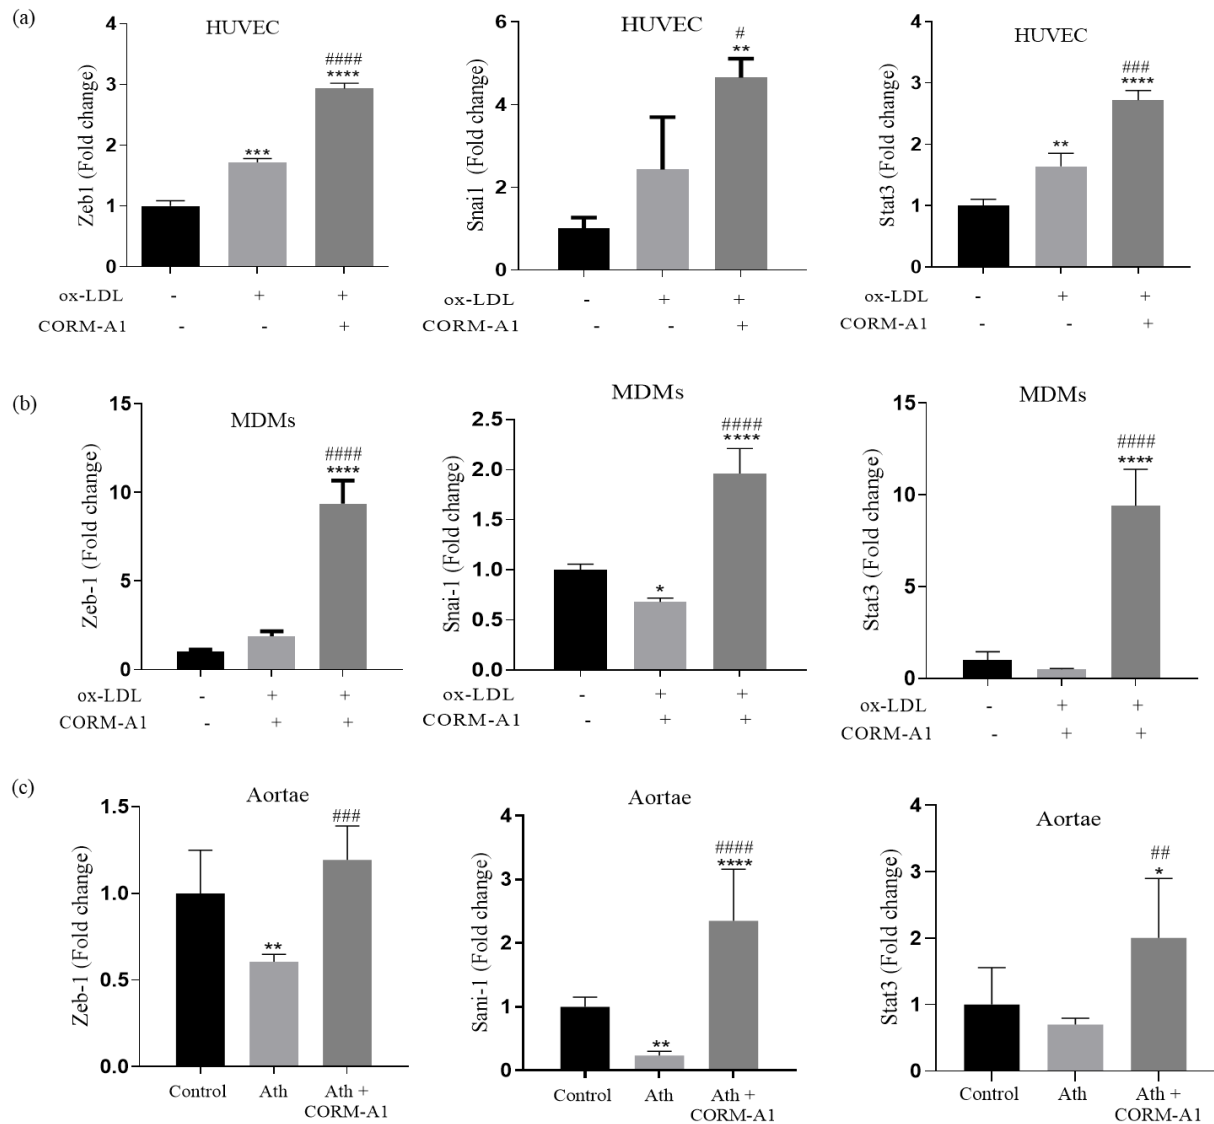 (a)
HUVEC
Zeb1 (Fold change)
4
3
2
1
0
***
####
****
ox-LDL - + +
CORM-A1 - - +
HUVEC
Snai1 (Fold change)
6
4
2
0
#
**
ox-LDL - + +
CORM-A1 - - +
HUVEC
Stat3 (Fold change)
4
3
2
1
0
**
###
****
ox-LDL - + +
CORM-A1 - - +
(b)
MDMs
Zeb-1 (Fold change)
15
10
5
0
####
****
ox-LDL - + +
CORM-A1 - + +
MDMs
Snai-1 (Fold change)
2.5
2.0
1.5
1.0
0.5
0.0
*
####
****
ox-LDL - + +
CORM-A1 - + +
MDMs
Stat3 (Fold change)
15
10
5
0
####
****
ox-LDL - + +
CORM-A1 - + +
(c)
Aortae
Zeb-1 (Fold change)
1.5
1.0
0.5
0.0
**
###
Control Ath Ath +
CORM-A1
Aortae
Sani-1 (Fold change)
4
3
2
1
0
**
####
****
Control Ath Ath +
CORM-A1
Aortae
Stat3 (Fold change)
4
3
2
1
0
##
*
Control Ath Ath +
CORM-A1